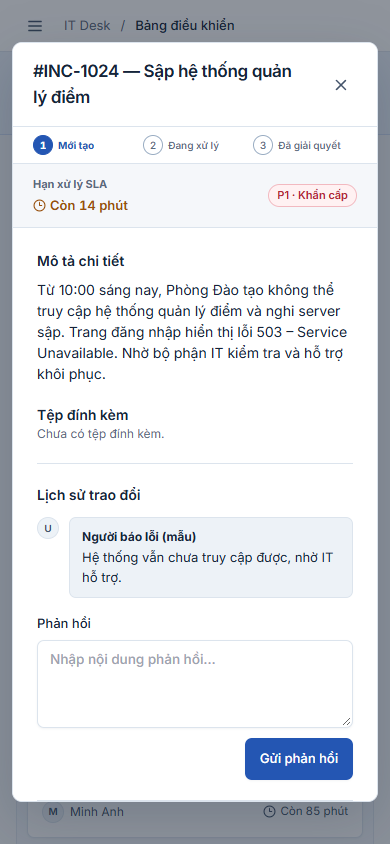 IT Desk / Bảng điều khiển
#INC-1024 — Sập hệ thống quản
lý điểm
1 Mới tạo
2 Đang xử lý
3 Đã giải quyết
Hạn xử lý SLA
Còn 14 phút
P1 · Khẩn cấp
Mô tả chi tiết
Từ 10:00 sáng nay, Phòng Đào tạo không thể
truy cập hệ thống quản lý điểm và nghi server
sập. Trang đăng nhập hiển thị lỗi 503 – Service
Unavailable. Nhờ bộ phận IT kiểm tra và hỗ trợ
khôi phục.
Tệp đính kèm
Chưa có tệp đính kèm.
Lịch sử trao đổi
U
Người báo lỗi (mẫu)
Hệ thống vẫn chưa truy cập được, nhờ IT
hỗ trợ.
Phản hồi
Nhập nội dung phản hồi...
Gửi phản hồi
M Minh Anh
Còn 85 phút